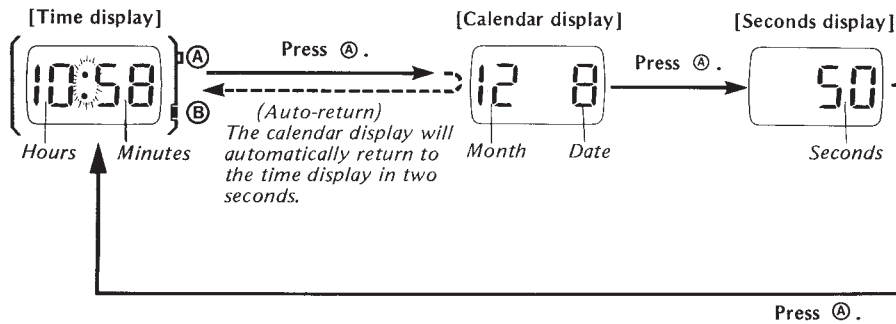 [Time display]
10:58
Ⓐ
Ⓑ
Hours
Minutes
Press Ⓐ.
(Auto-return)
The calendar display will
automatically return to
the time display in two
seconds.
[Calendar display]
12 8
Month
Date
Press Ⓐ.
[Seconds display]
50
Seconds
Press Ⓐ.